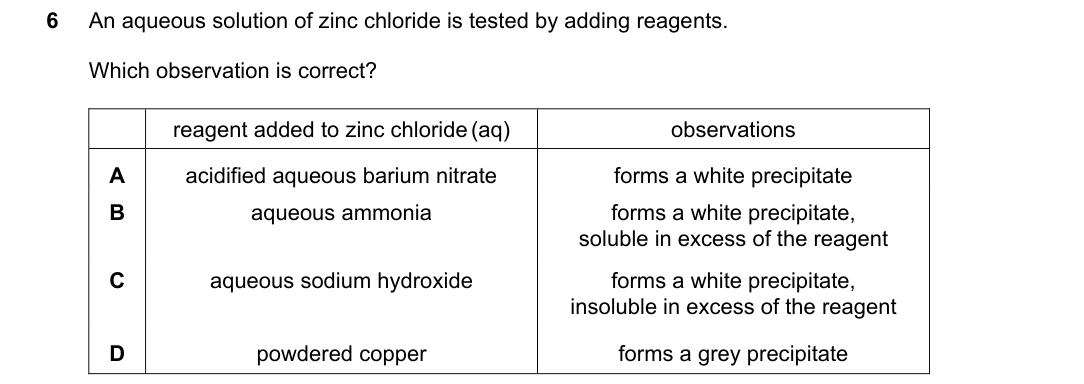 6 An aqueous solution of zinc chloride is tested by adding reagents.
Which observation is correct?
reagent added to zinc chloride (aq) observations
A acidified aqueous barium nitrate forms a white precipitate
B aqueous ammonia forms a white precipitate,
soluble in excess of the reagent
C aqueous sodium hydroxide forms a white precipitate,
insoluble in excess of the reagent
D powdered copper forms a grey precipitate